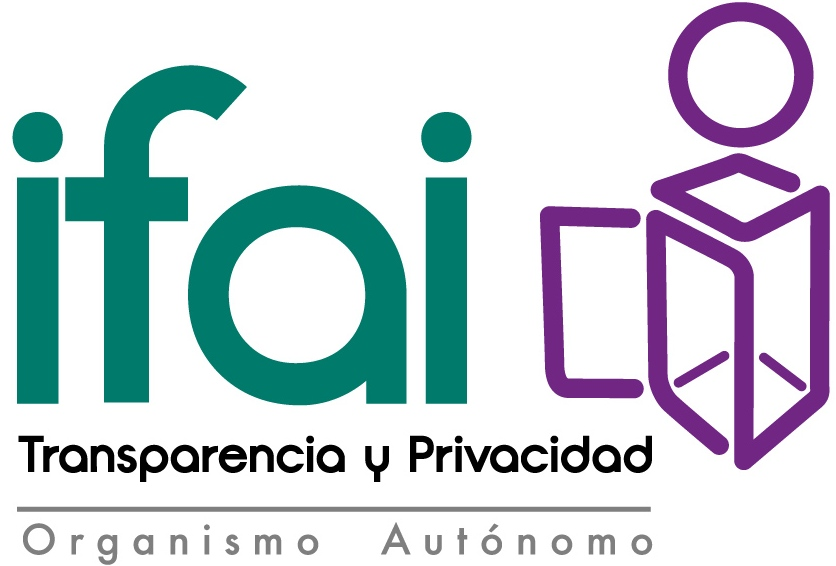 ifai
Transparencia y Privacidad
Organismo Autónomo